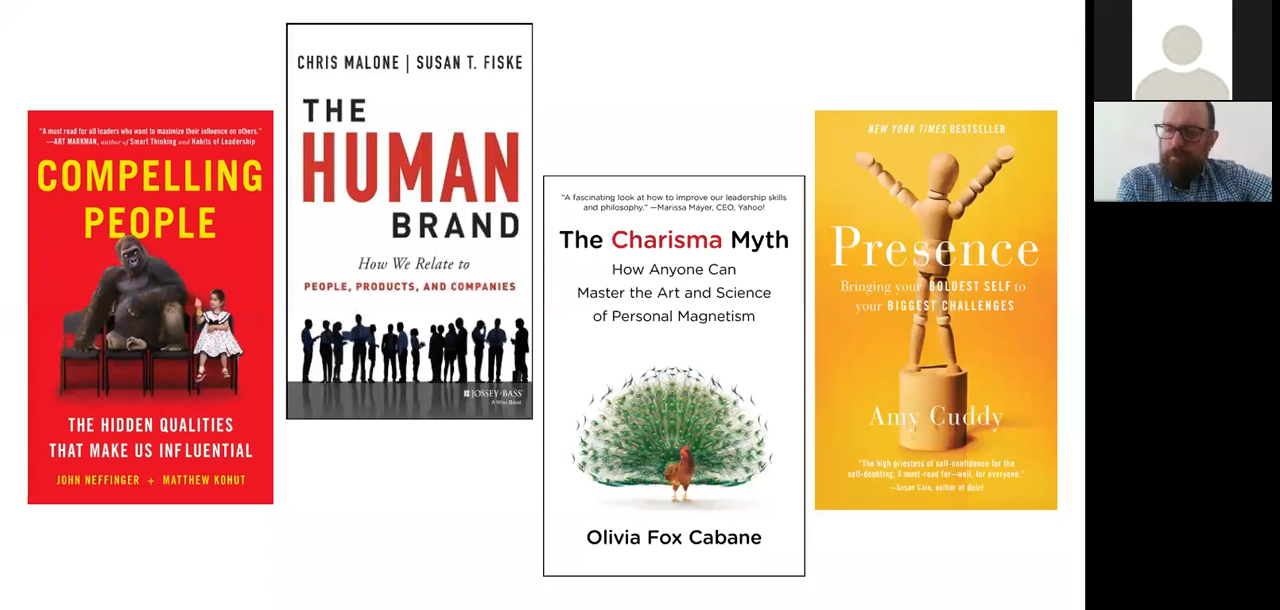 "A must read for all leaders who want to maximize their influence on others."
—ART MARKMAN, author of Smart Thinking and Habits of Leadership
COMPELLING
PEOPLE
THE HIDDEN QUALITIES
THAT MAKE US INFLUENTIAL
JOHN NEFFINGER + MATTHEW KOHUT
CHRIS MALONE | SUSAN T. FISKE
THE
HUMAN
BRAND
How We Relate to
PEOPLE, PRODUCTS, AND COMPANIES
JOSSEY-BASS
A Wiley Brand
"A fascinating look at how to improve our leadership skills
and philosophy." —Marissa Mayer, CEO, Yahoo!
The Charisma Myth
How Anyone Can
Master the Art and Science
of Personal Magnetism
Olivia Fox Cabane
NEW YORK TIMES BESTSELLER
Presence
Bringing your BOLDEST SELF to
your BIGGEST CHALLENGES
Amy Cuddy
"The high priestess of self-confidence for the
self-doubting. A must-read for—well, for everyone."
—Susan Cain, author of Quiet